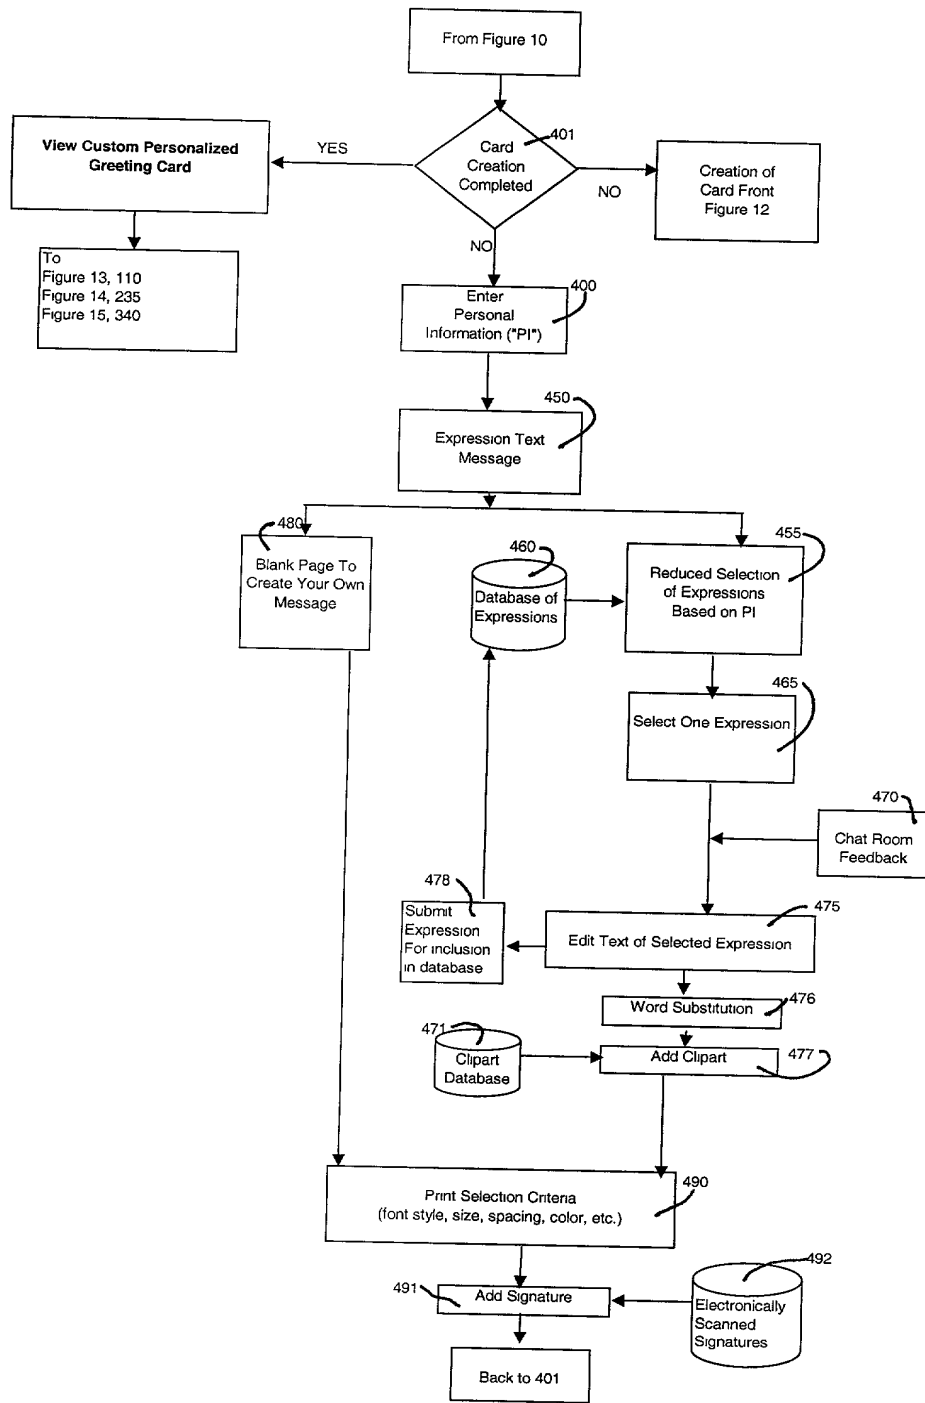 From Figure 10
401
Card
Creation
Completed
YES
View Custom Personalized
Greeting Card
NO
Creation of
Card Front
Figure 12
To
Figure 13, 110
Figure 14, 235
Figure 15, 340
NO
400
Enter
Personal
Information ("PI")
450
Expression Text
Message
480
Blank Page To
Create Your Own
Message
460
Database of
Expressions
455
Reduced Selection
of Expressions
Based on PI
465
Select One Expression
470
Chat Room
Feedback
478
Submit
Expression
For inclusion
in database
475
Edit Text of Selected Expression
476
Word Substitution
471
Clipart
Database
477
Add Clipart
490
Print Selection Criteria
(font style, size, spacing, color, etc.)
491
Add Signature
492
Electronically
Scanned
Signatures
Back to 401